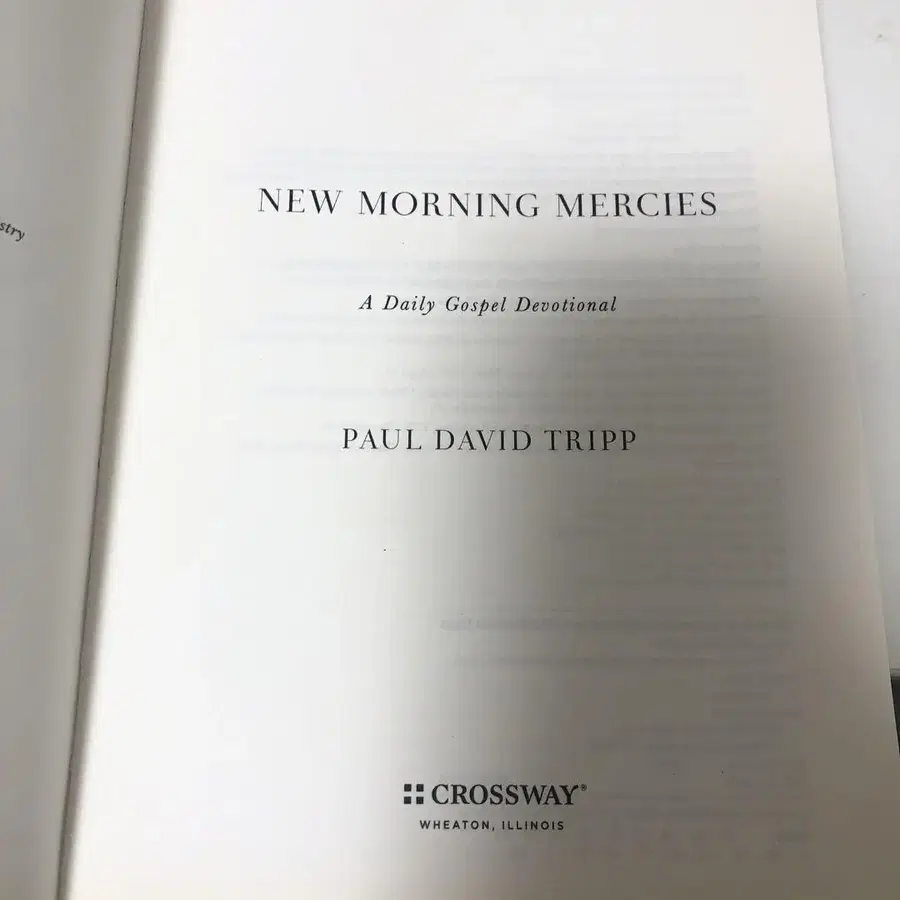 NEW MORNING MERCIES
A Daily Gospel Devotional
PAUL DAVID TRIPP
CROSSWAY®
WHEATON, ILLINOIS